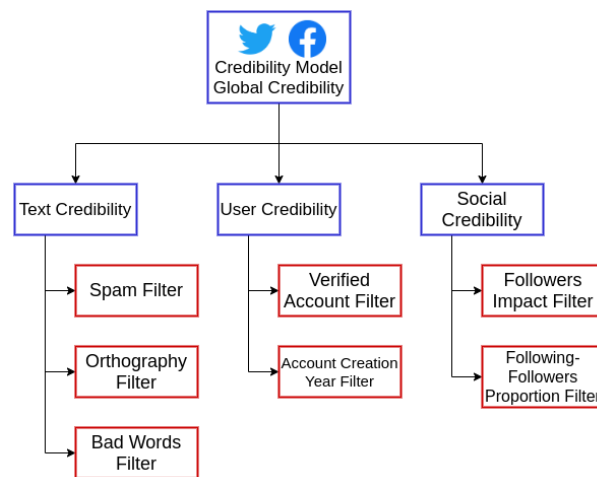 Credibility Model
Global Credibility
Text Credibility
User Credibility
Social
Credibility
Spam Filter
Verified
Account Filter
Followers
Impact Filter
Orthography
Filter
Account Creation
Year Filter
Following-
Followers
Proportion Filter
Bad Words
Filter